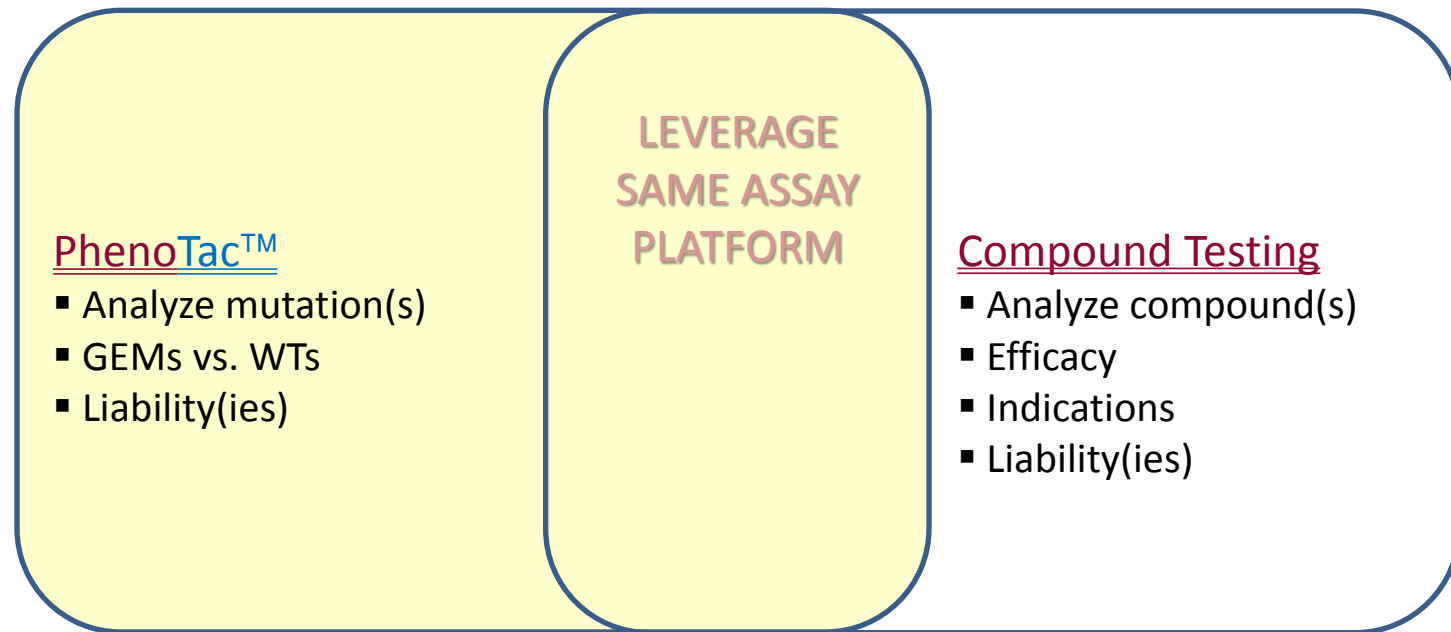 PhenoTac™
▪ Analyze mutation(s)
▪ GEMs vs. WTs
▪ Liability(ies)
LEVERAGE
SAME ASSAY
PLATFORM
Compound Testing
▪ Analyze compound(s)
▪ Efficacy
▪ Indications
▪ Liability(ies)